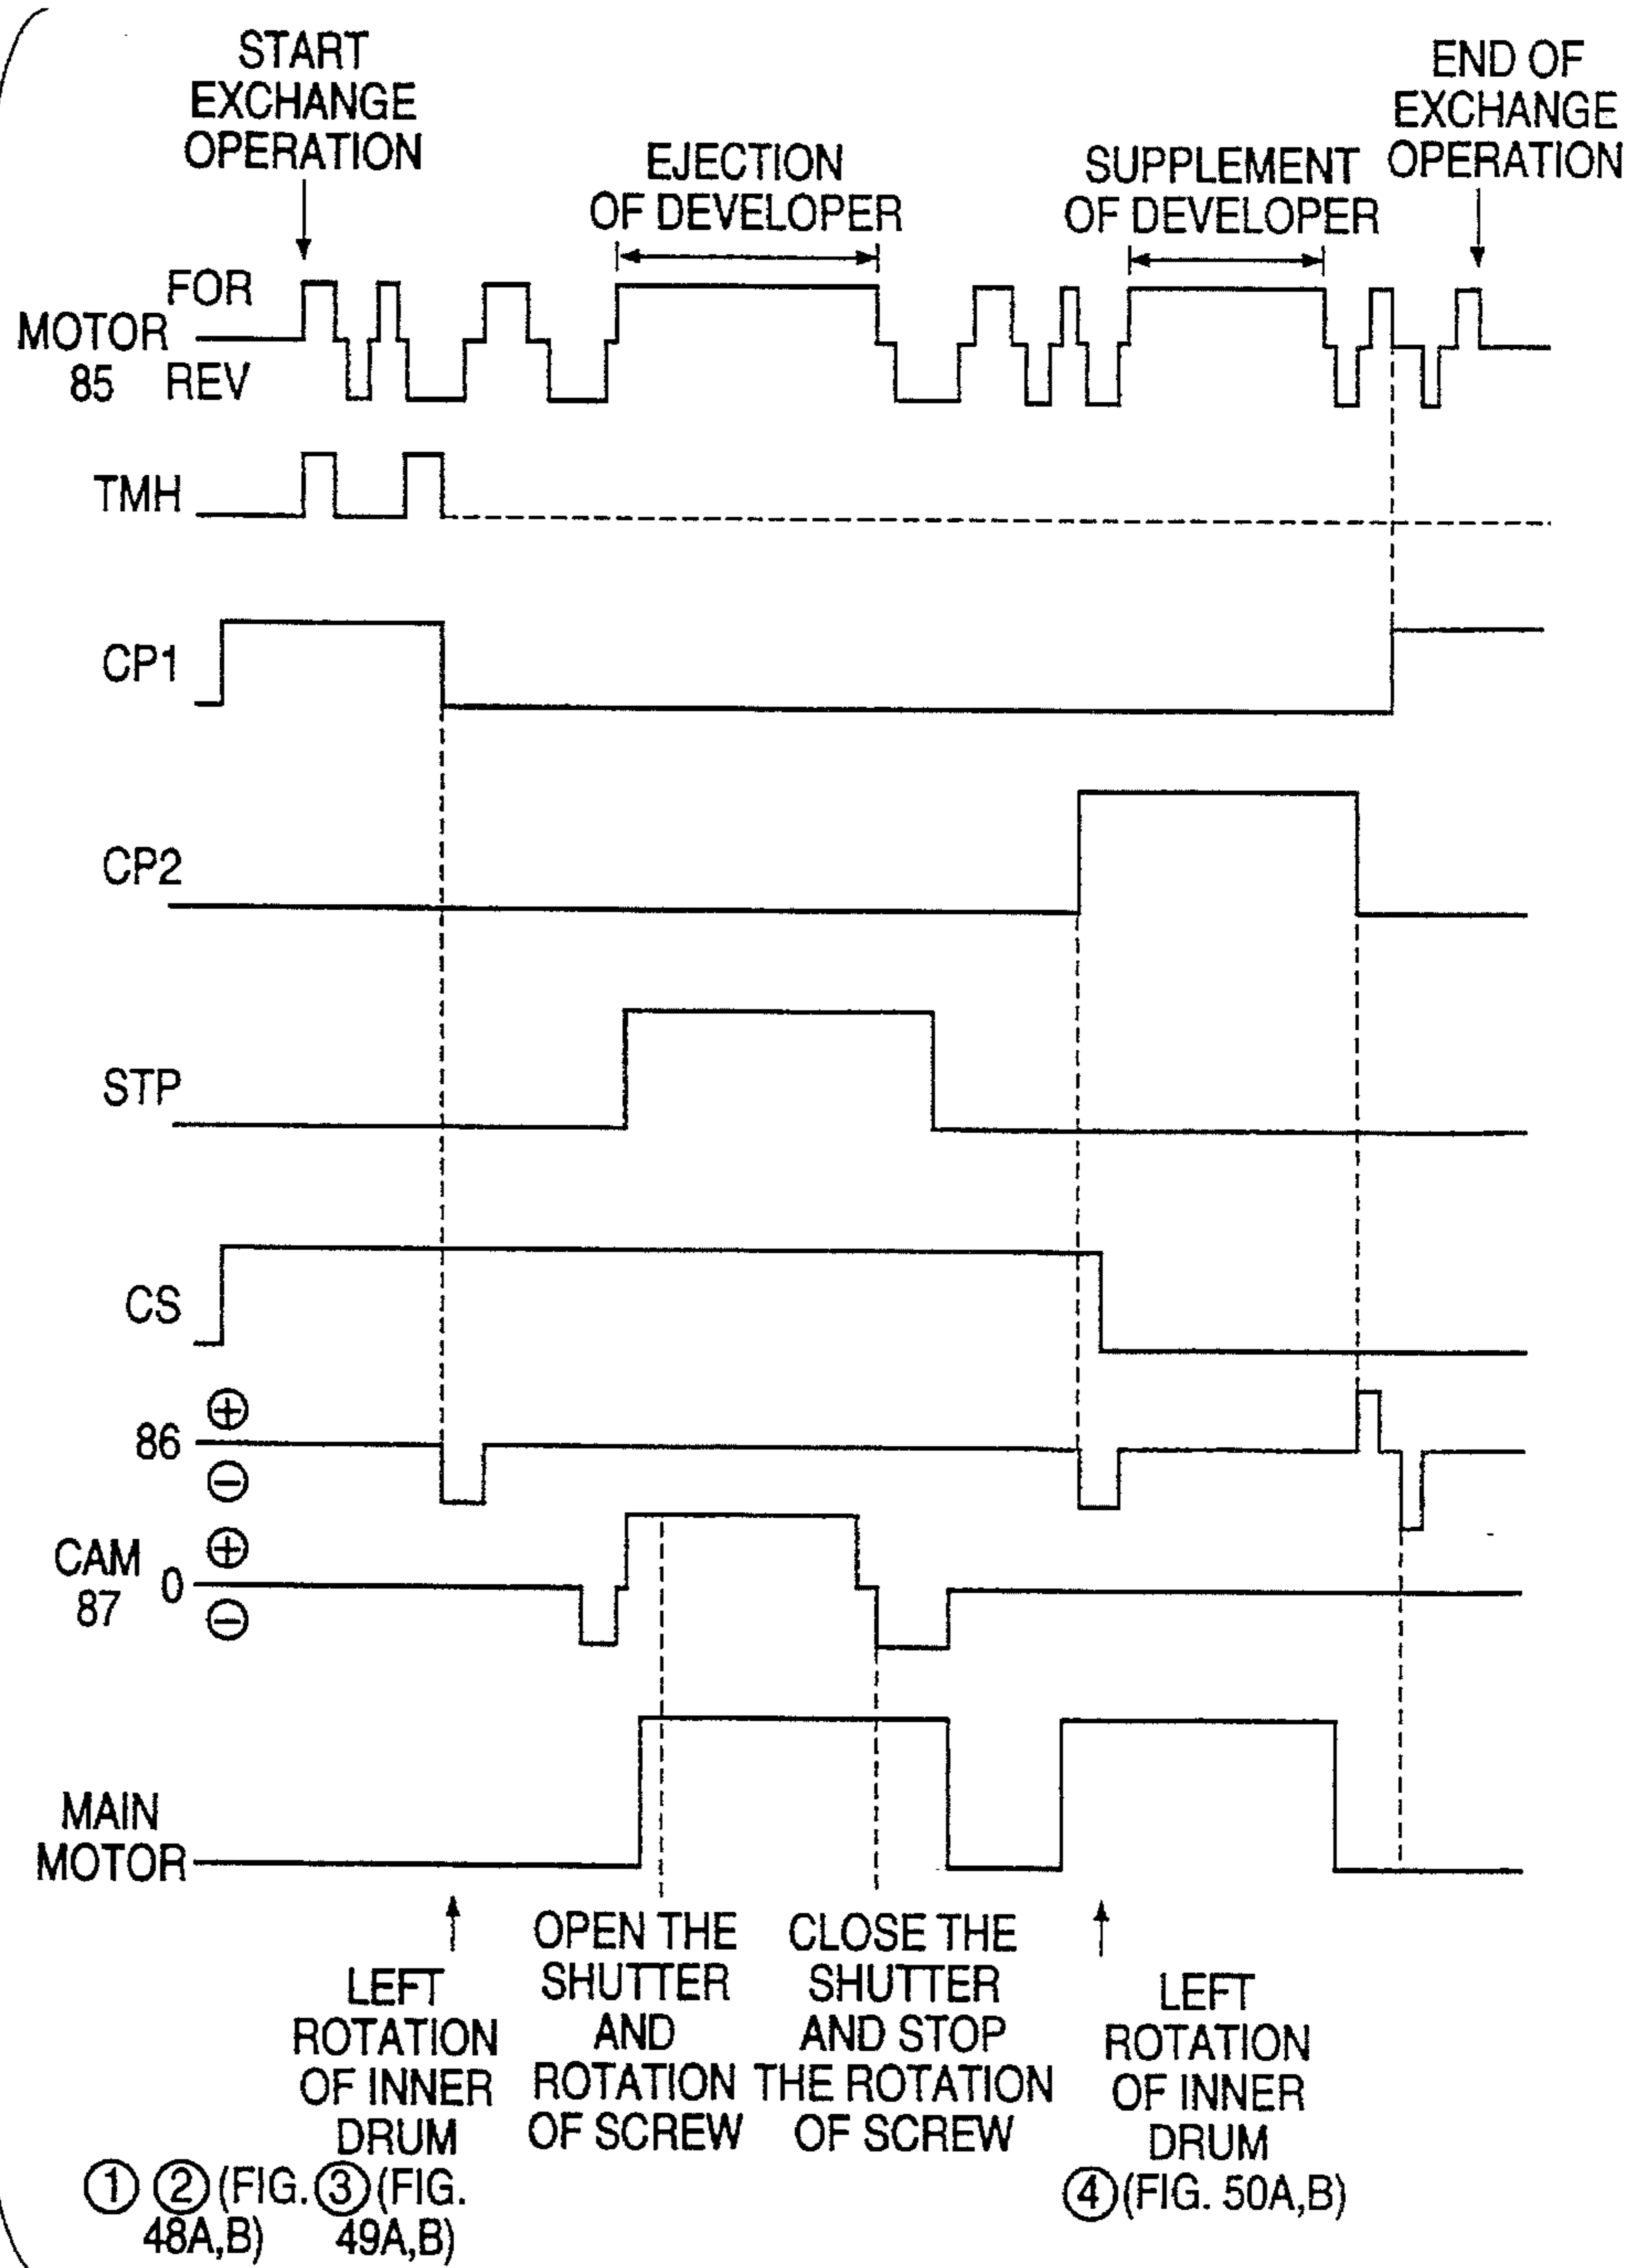 START
EXCHANGE
OPERATION
END OF
EXCHANGE
OPERATION
EJECTION
OF DEVELOPER
SUPPLEMENT
OF DEVELOPER
FOR
MOTOR
85
REV
TMH
CP1
CP2
STP
CS
⊕
86
⊖
⊕
CAM
87
0
⊖
MAIN
MOTOR
LEFT
ROTATION
OF INNER
DRUM
OPEN THE
SHUTTER
AND
ROTATION
OF SCREW
CLOSE THE
SHUTTER
AND STOP
THE ROTATION
OF SCREW
LEFT
ROTATION
OF INNER
DRUM
① ② (FIG.
48A,B)
③ (FIG.
49A,B)
④ (FIG. 50A,B)